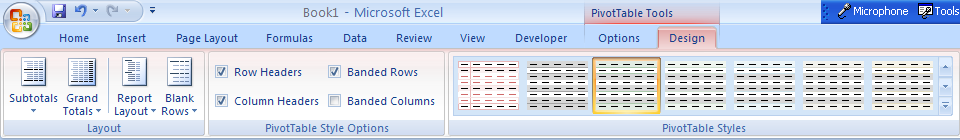 Book1 - Microsoft Excel
PivotTable Tools
Microphone
Tools
Home
Insert
Page Layout
Formulas
Data
Review
View
Developer
Options
Design
Subtotals
Grand
Totals
Report
Layout
Blank
Rows
Layout
Row Headers
Banded Rows
Column Headers
Banded Columns
PivotTable Style Options
PivotTable Styles